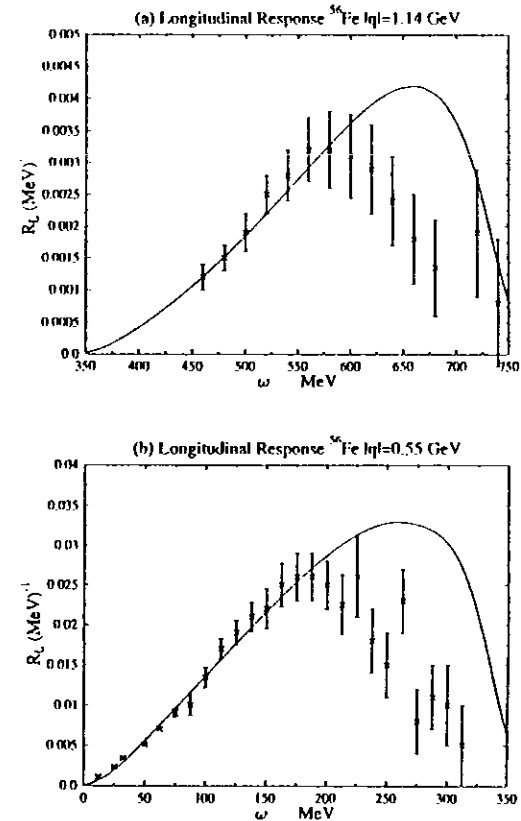 (a) Longitudinal Response ⁵⁶Fe |q|=1.14 GeV
0.005
0.0045
0.004
0.0035
0.003
0.0025
0.002
0.0015
0.001
0.0005
0.0
R_L (MeV)
350 400 450 500 550 600 650 700 750
ω MeV
(b) Longitudinal Response ⁵⁶Fe |q|=0.55 GeV
0.04
0.035
0.03
0.025
0.02
0.015
0.01
0.005
0.0
R_L (MeV)⁻¹
0 50 100 150 200 250 300 350
ω MeV